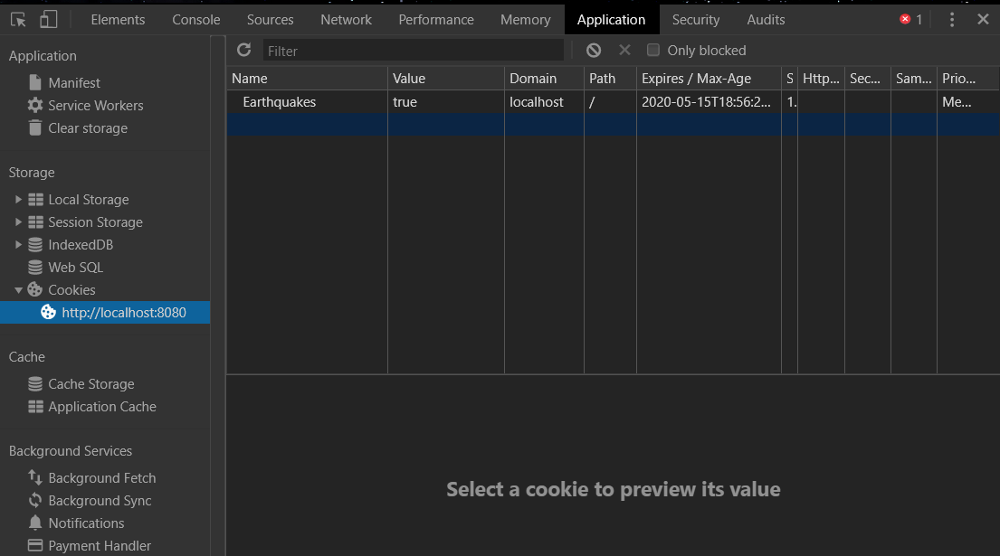 Elements Console Sources Network Performance Memory Application Security Audits 1
Application
Manifest
Service Workers
Clear storage
Storage
Local Storage
Session Storage
IndexedDB
Web SQL
Cookies
http://localhost:8080
Cache
Cache Storage
Application Cache
Background Services
Background Fetch
Background Sync
Notifications
Payment Handler
Filter Only blocked
Name Value Domain Path Expires / Max-Age S Http... Sec... Sam... Prio...
Earthquakes true localhost / 2020-05-15T18:56:2... 1. Me...
Select a cookie to preview its value